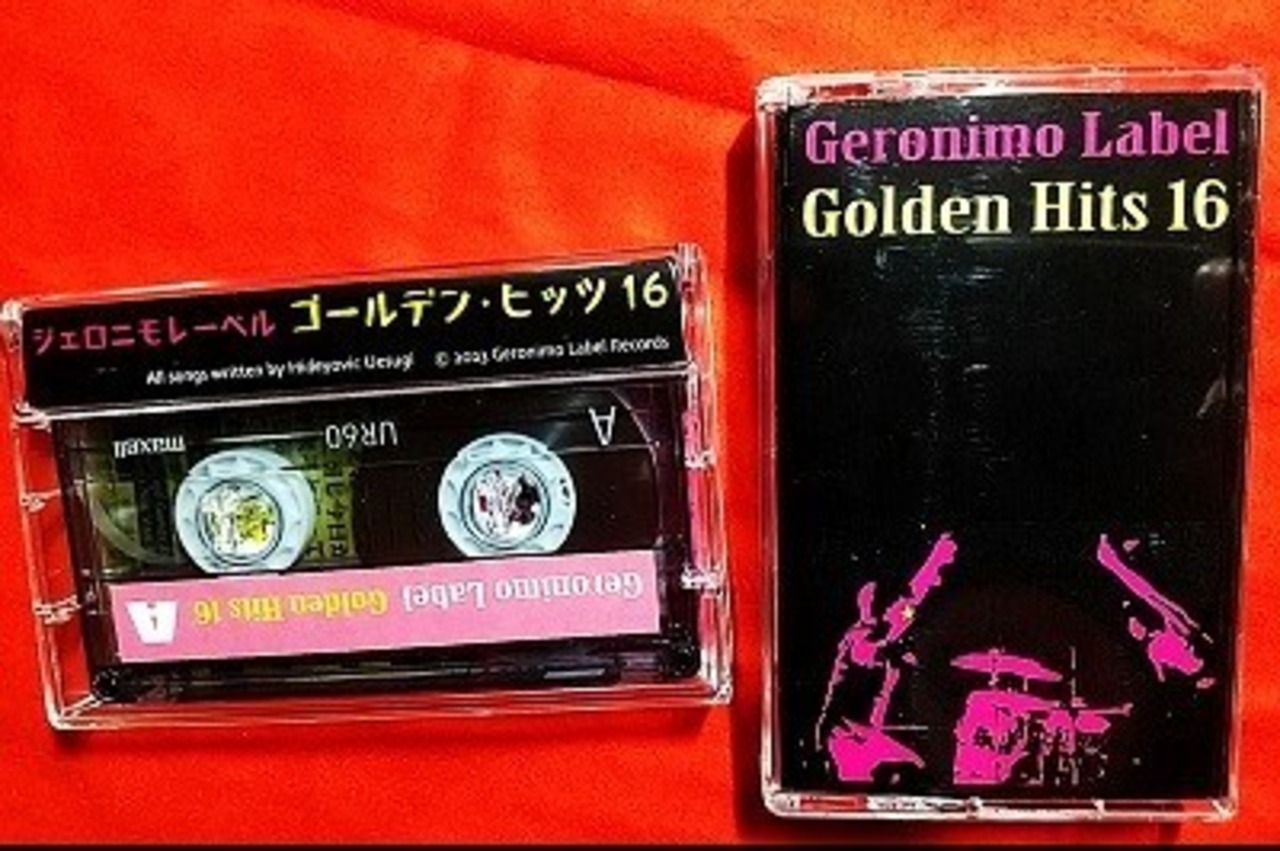 ジェロニモレーベル ゴールデン・ヒッツ 16
All songs written by Hideyovic Uesugi © 2023 Geronimo Label Records
A
UR60
maxell
Geronimo Label Golden Hits 16
A
Geronimo Label
Golden Hits 16